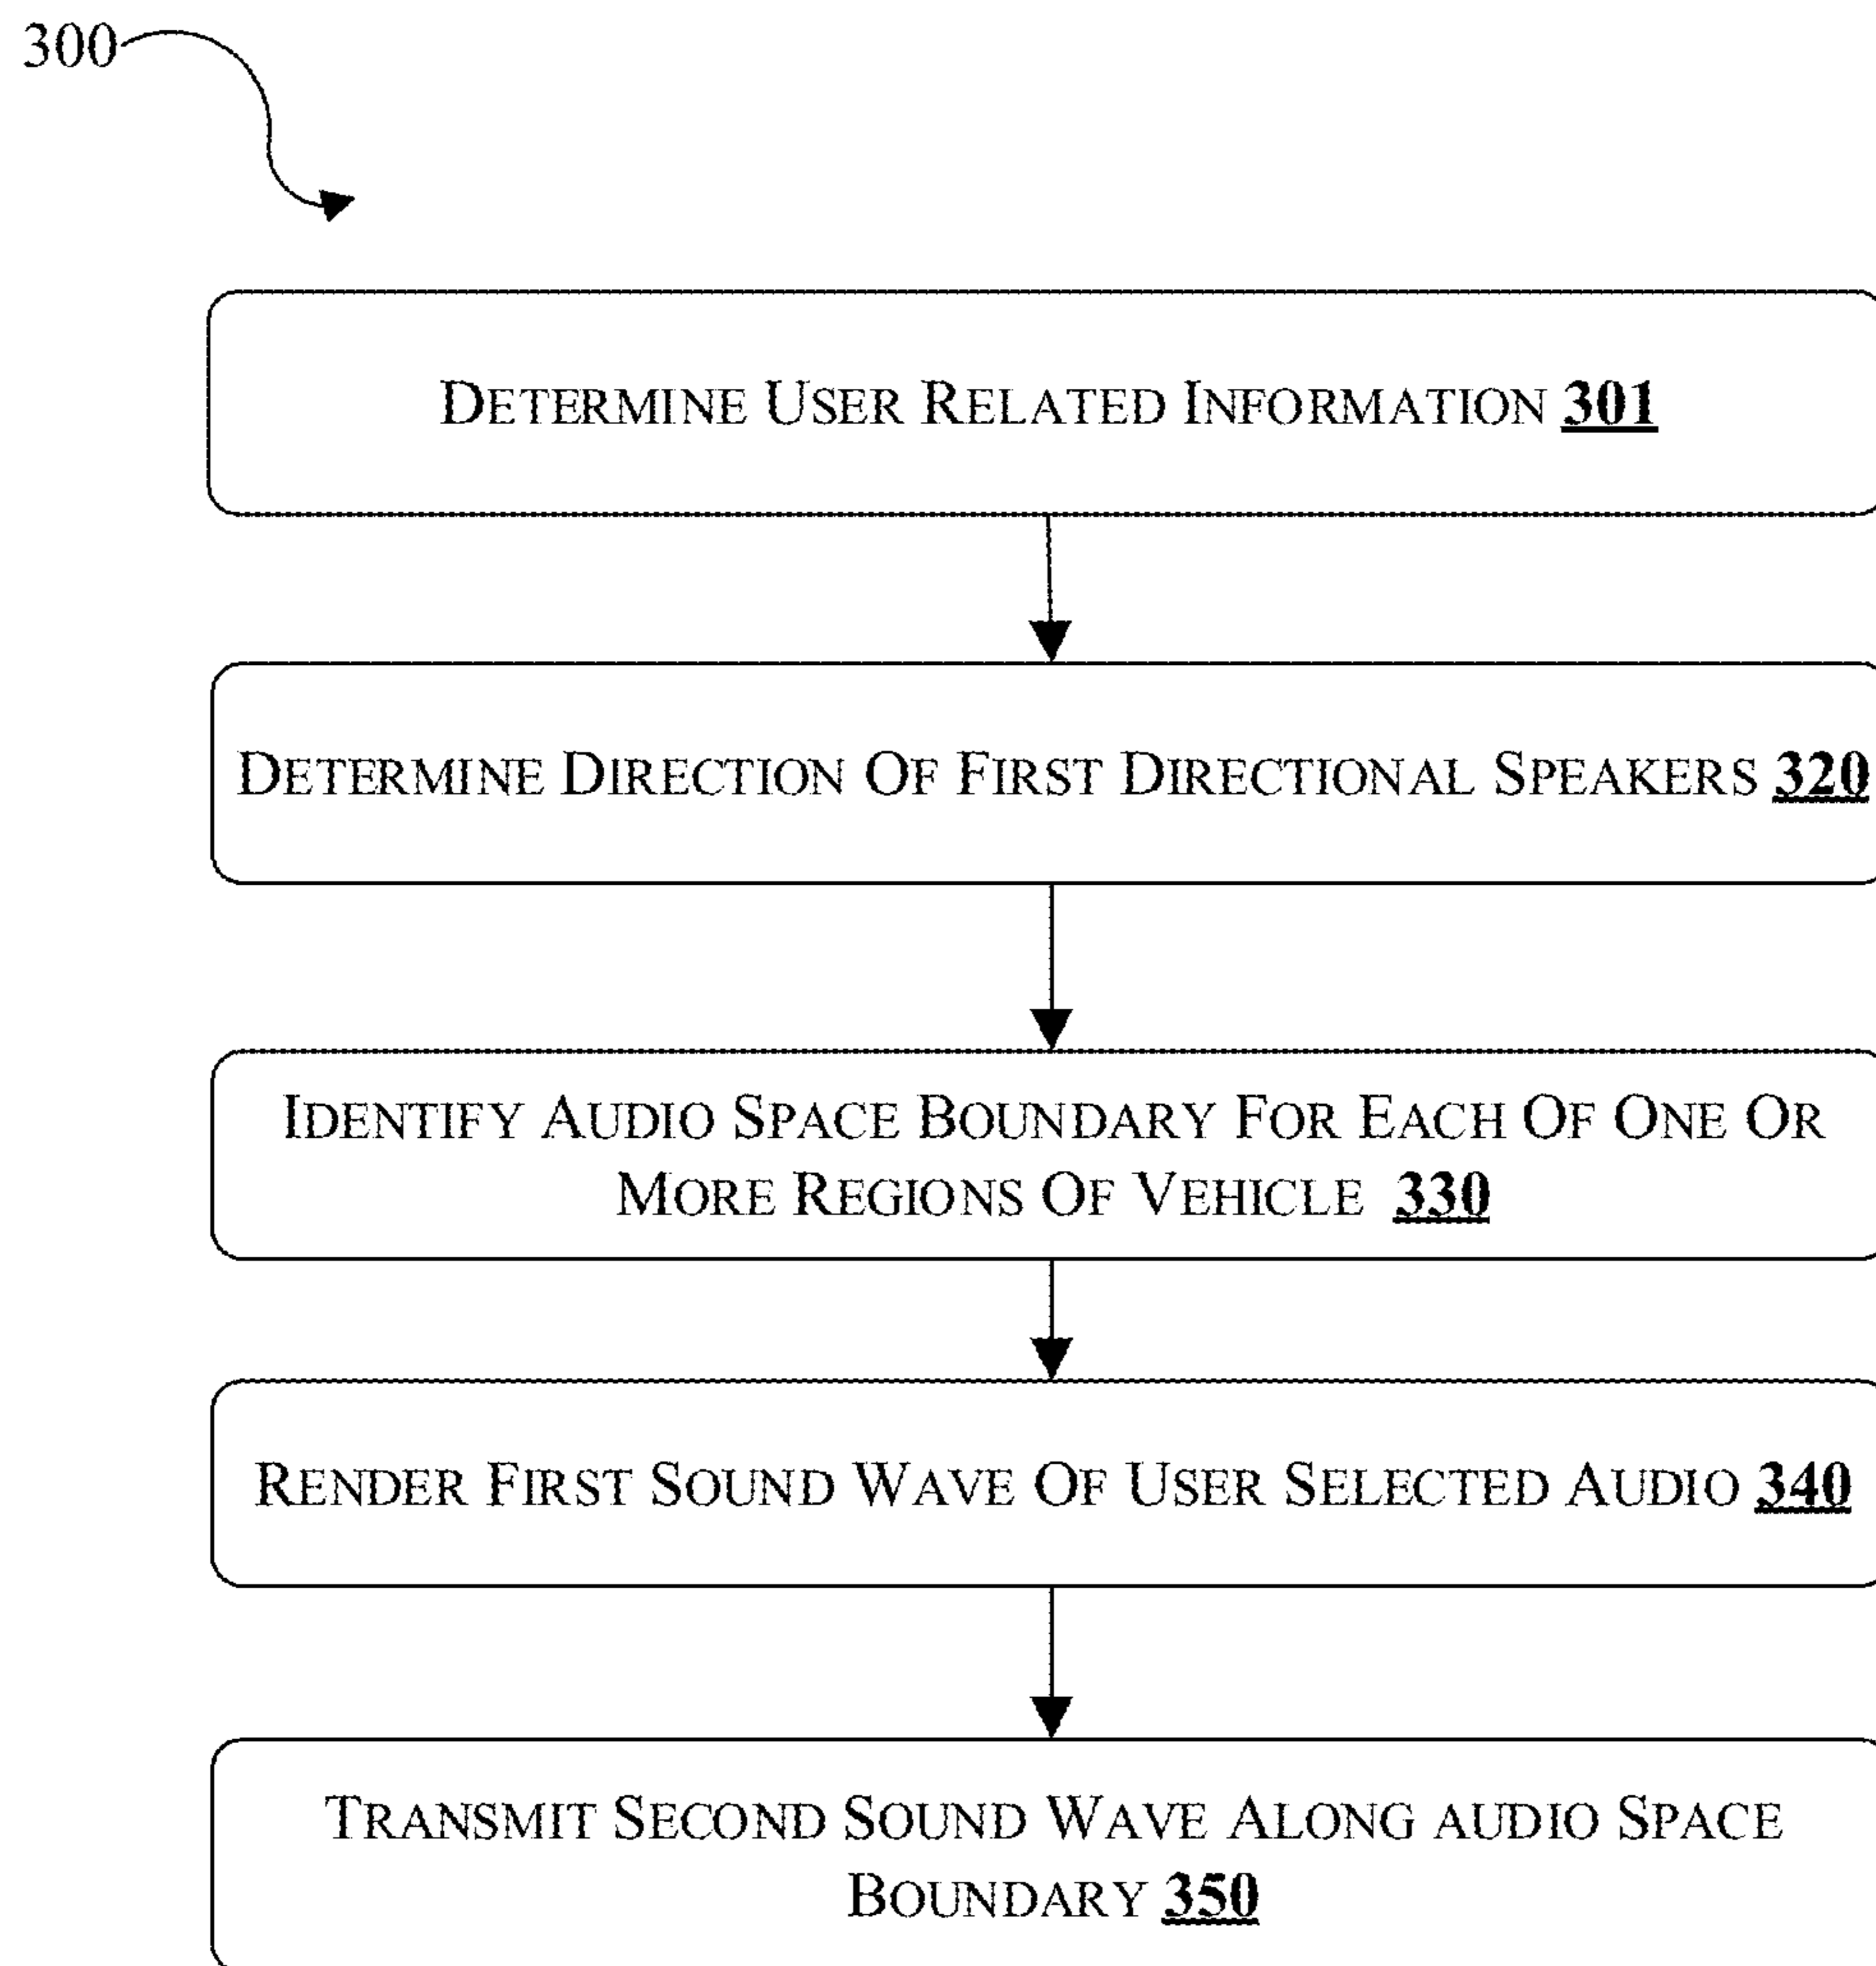 300
DETERMINE USER RELATED INFORMATION 301
DETERMINE DIRECTION OF FIRST DIRECTIONAL SPEAKERS 320
IDENTIFY AUDIO SPACE BOUNDARY FOR EACH OF ONE OR
MORE REGIONS OF VEHICLE 330
RENDER FIRST SOUND WAVE OF USER SELECTED AUDIO 340
TRANSMIT SECOND SOUND WAVE ALONG AUDIO SPACE
BOUNDARY 350